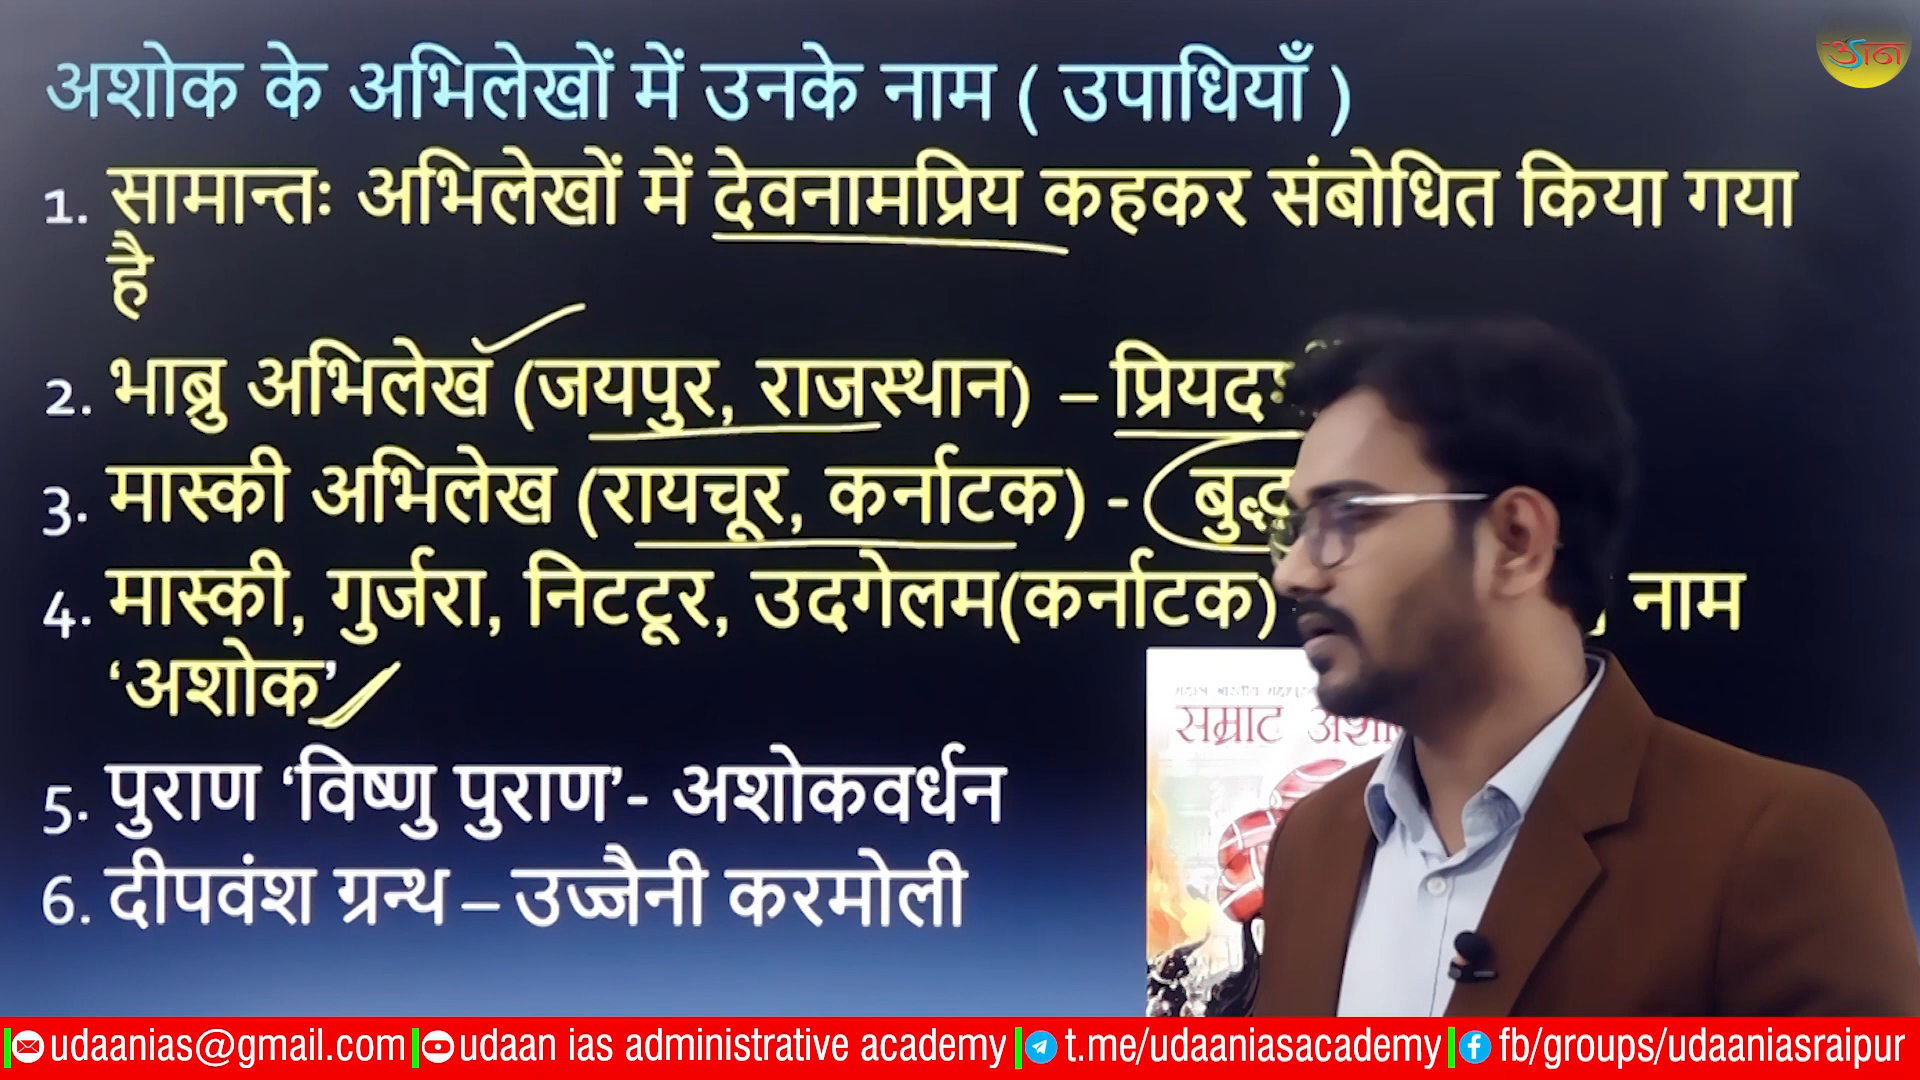 उड़ान
अशोक के अभिलेखों में उनके नाम ( उपाधियाँ )
1. सामान्तः अभिलेखों में देवनामप्रिय कहकर संबोधित किया गया
है
2. भाब्रु अभिलेख (जयपुर, राजस्थान) –
3. मास्की अभिलेख (रायचूर, कर्नाटक) -
4. मास्की, गुर्जरा, निटटूर, उदगेलम(कर्नाटक) नाम
‘अशोक’
सम्राट
5. पुराण ‘विष्णु पुराण’- अशोकवर्धन
6. दीपवंश ग्रन्थ – उज्जैनी करमोली
udaanias@gmail.com udaan ias administrative academy t.me/udaaniasacademy fb/groups/udaaniasraipur